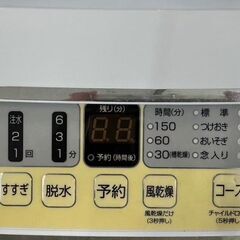 注水
2
1
回
6
3
1
分
残り(分)
8.8.
予約(時間後)
時間(分)
150
60
30(槽乾燥)
標準
つけおき
おいそぎ
念入り
すすぎ
脱水
予約
風乾燥
コース
風乾燥だけ
(3秒押し)
チャイルドロ
(5秒押し